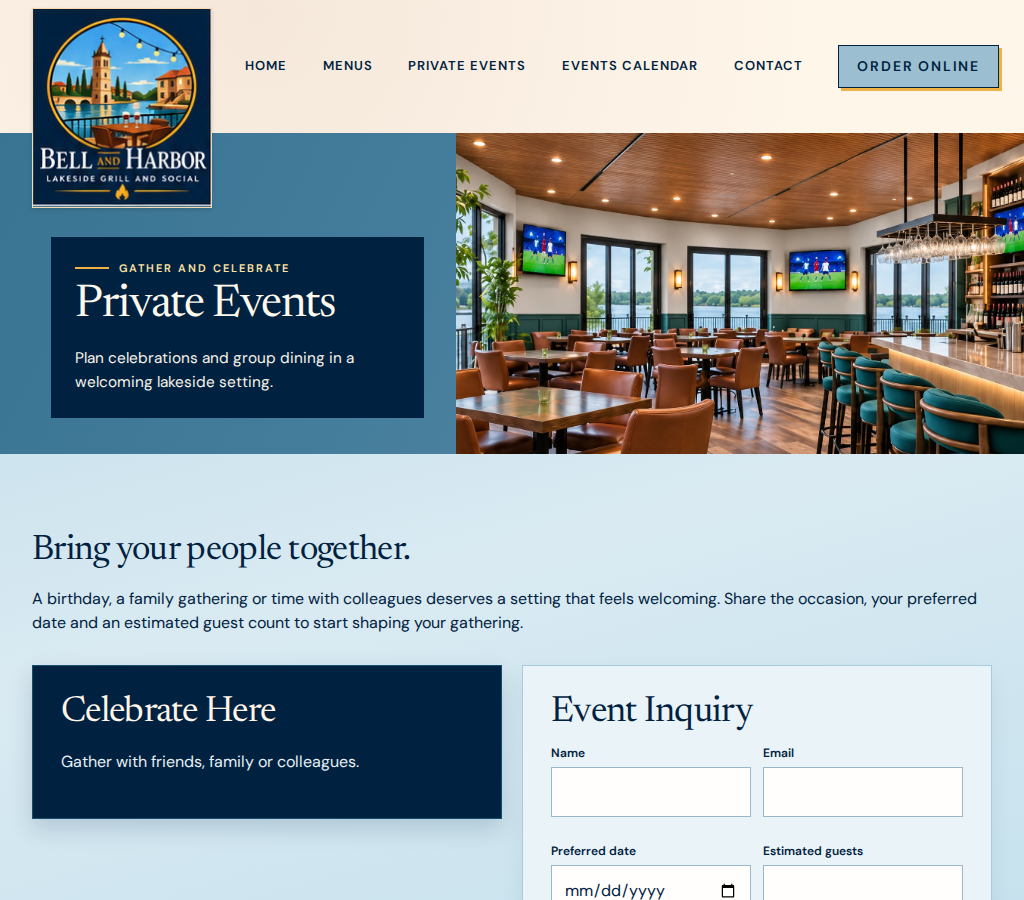 BELL AND HARBOR
LAKESIDE GRILL AND SOCIAL
HOME
MENUS
PRIVATE EVENTS
EVENTS CALENDAR
CONTACT
ORDER ONLINE
GATHER AND CELEBRATE
Private Events
Plan celebrations and group dining in a
welcoming lakeside setting.
Bring your people together.
A birthday, a family gathering or time with colleagues deserves a setting that feels welcoming. Share the occasion, your preferred
date and an estimated guest count to start shaping your gathering.
Celebrate Here
Gather with friends, family or colleagues.
Event Inquiry
Name
Email
Preferred date
Estimated guests
mm/dd/yyyy